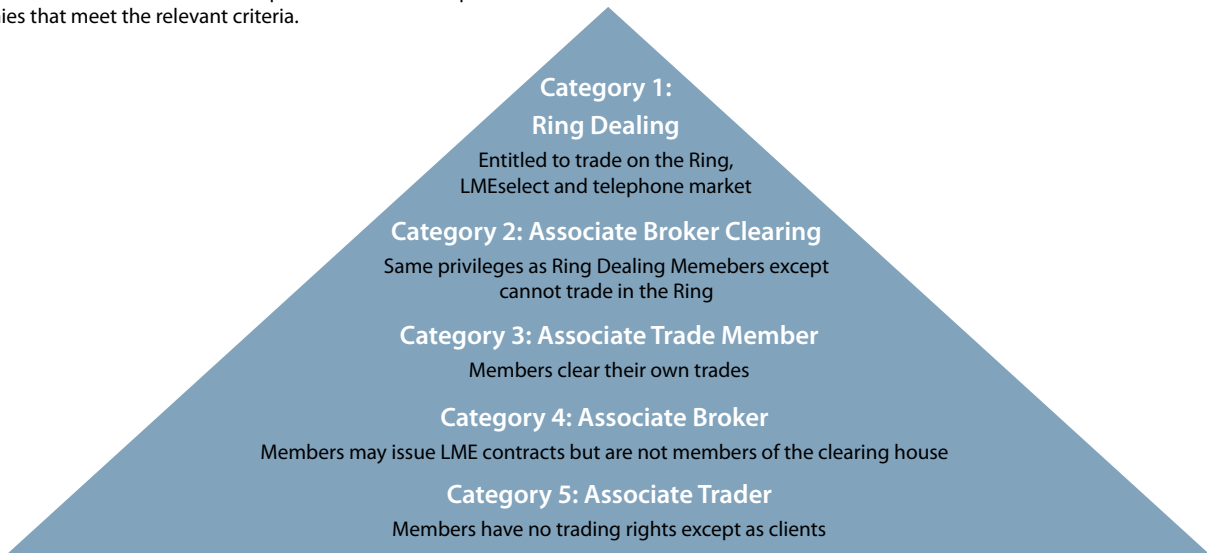 ies that meet the relevant criteria.
Category 1:
Ring Dealing
Entitled to trade on the Ring,
LMEselect and telephone market
Category 2: Associate Broker Clearing
Same privileges as Ring Dealing Memebers except
cannot trade in the Ring
Category 3: Associate Trade Member
Members clear their own trades
Category 4: Associate Broker
Members may issue LME contracts but are not members of the clearing house
Category 5: Associate Trader
Members have no trading rights except as clients